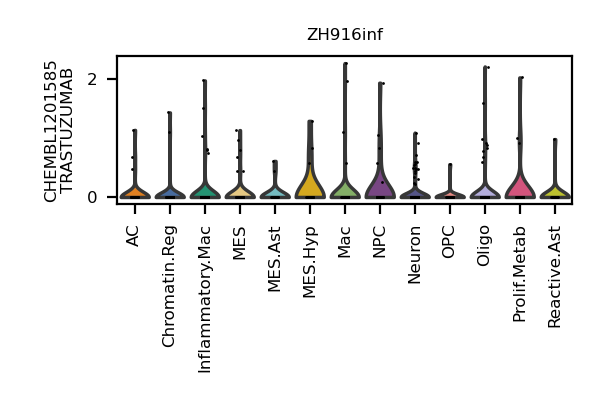 ZH916inf
CHEMBL1201585
TRASTUZUMAB
2
0
AC
Chromatin.Reg
Inflammatory.Mac
MES
MES.Ast
MES.Hyp
Mac
NPC
Neuron
OPC
Oligo
Prolif.Metab
Reactive.Ast